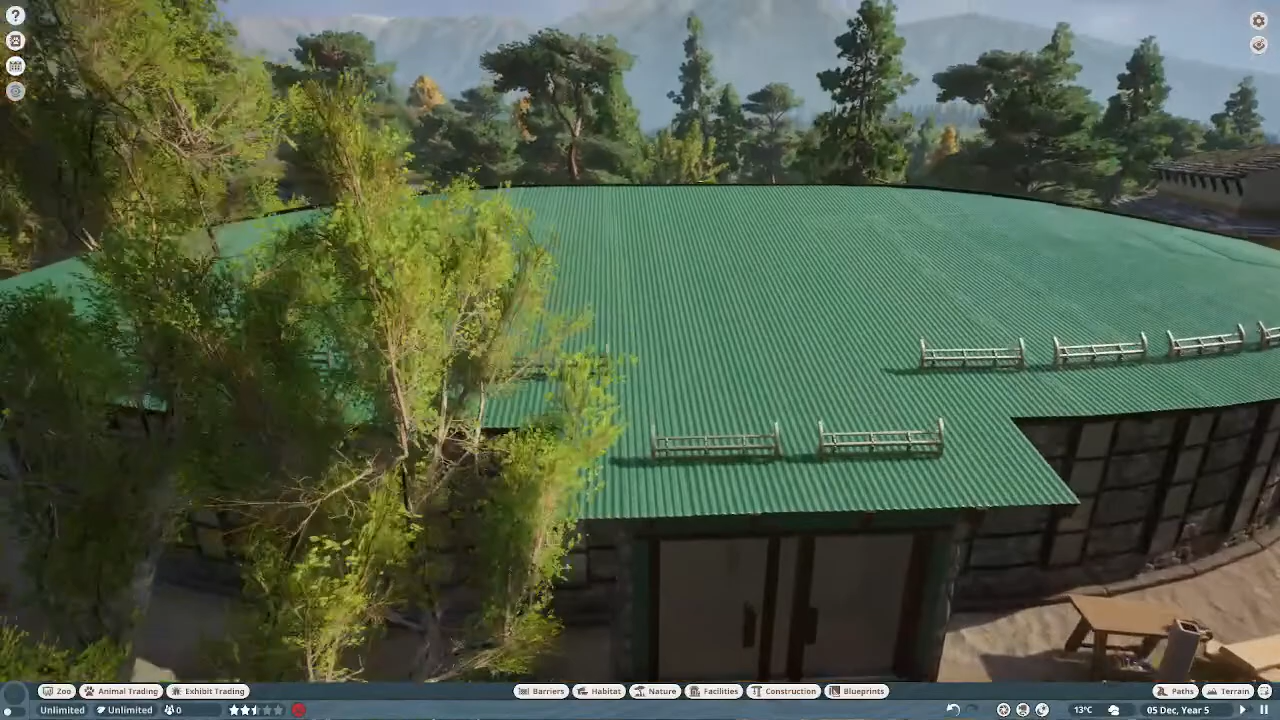 Zoo Animal Trading Exhibit Trading Barriers Habitat Nature Facilities Construction Blueprints Paths Terrain
Unlimited Unlimited 0 13°C 05 Dec, Year 5